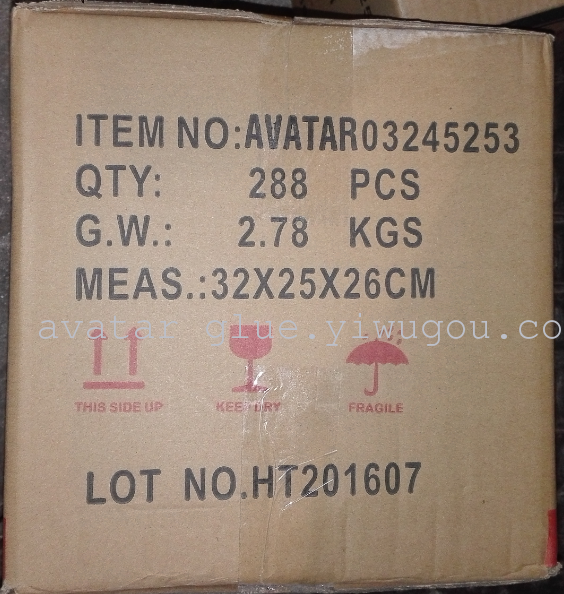 ITEM NO:AVATAR03245253
QTY: 288 PCS
G.W.: 2.78 KGS
MEAS.:32X25X26CM
avatar glue.yiwugou.co
THIS SIDE UP KEEP DRY FRAGILE
LOT NO.HT201607